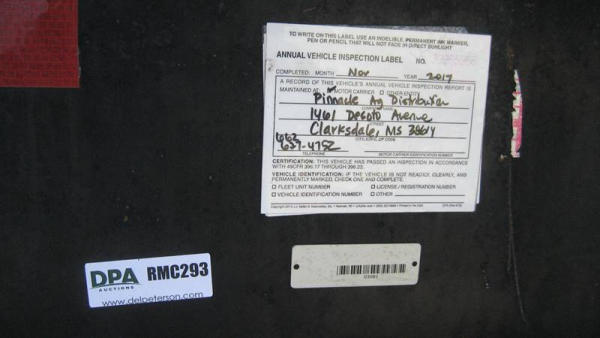 TO WRITE ON THIS LABEL USE AN INDELIBLE, PERMANENT INK MARKER,
PEN OR PENCIL THAT WILL NOT FADE IN DIRECT SUNLIGHT
ANNUAL VEHICLE INSPECTION LABEL NO.
COMPLETED: MONTH Nov YEAR 2017
A RECORD OF THIS VEHICLE'S ANNUAL VEHICLE INSPECTION REPORT IS
MAINTAINED AT: MOTOR CARRIER OTHER ENTITY
Pinnacle Ag Distribution
1461 Desoto Avenue
Clarksdale, MS 38614
662
627-4752
TELEPHONE MOTOR CARRIER IDENTIFICATION NUMBER
CERTIFICATION: THIS VEHICLE HAS PASSED AN INSPECTION IN ACCORDANCE
WITH 49CFR 396.17 THROUGH 396.23.
VEHICLE IDENTIFICATION: IF THE VEHICLE IS NOT READILY, CLEARLY, AND
PERMANENTLY MARKED, CHECK ONE AND COMPLETE:
FLEET UNIT NUMBER LICENSE/REGISTRATION NUMBER
VEHICLE IDENTIFICATION NUMBER OTHER
DPA RMC293
AUCTIONS
www.delpeterson.com